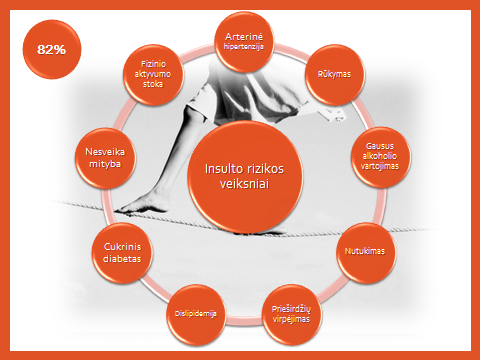 82%
Arterinė
hipertenzija
Rūkymas
Gausus
alkoholio
vartojimas
Nutukimas
Prieširdžių
virpėjimas
Dislipidemija
Cukrinis
diabetas
Nesveika
mityba
Fizinio
aktyvumo
stoka
Insulto rizikos
veiksniai